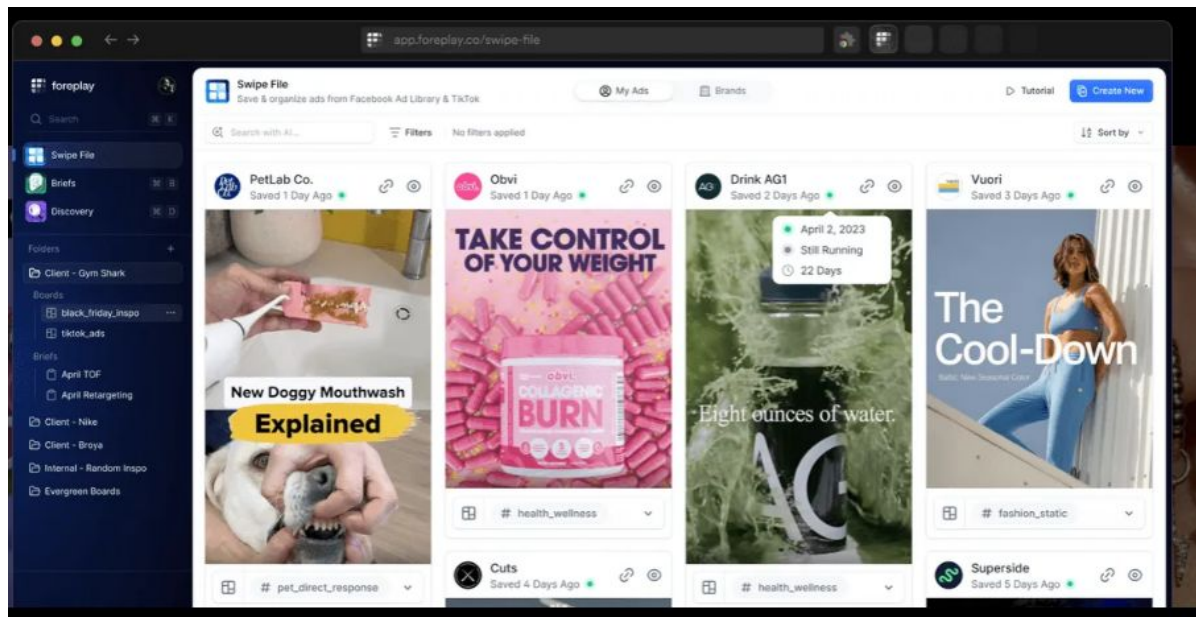 app.foreplay.co/swipe-file
foreplay
Search
⌘ K
Swipe File
Briefs
⌘ B
Discovery
⌘ D
Folders
+
Client - Gym Shark
Boards
black_friday_inspo
tiktok_ads
Briefs
April TOF
April Retargeting
Client - Nike
Client - Broya
Internal - Random Inspo
Evergreen Boards
Swipe File
Save & organize ads from Facebook Ad Library & TikTok
My Ads
Brands
Tutorial
Create New
Search with AI...
Filters
No filters applied
Sort by
PetLab Co.
Saved 1 Day Ago
New Doggy Mouthwash
Explained
# pet_direct_response
Obvi
Saved 1 Day Ago
TAKE CONTROL
OF YOUR WEIGHT
obvi.
COLLAGENIC
BURN
# health_wellness
Cuts
Saved 4 Days Ago
Drink AG1
Saved 2 Days Ago
April 2, 2023
Still Running
22 Days
Eight ounces of water.
AG
# health_wellness
Vuori
Saved 3 Days Ago
The
Cool-Down
# fashion_static
Superside
Saved 5 Days Ago